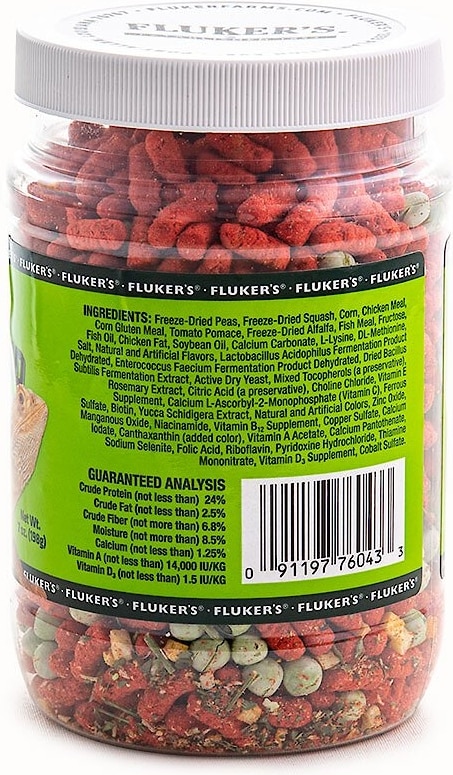 FLUKERFARMS.COM
FLUKER'S.
FLUKER'S® · FLUKER'S® · FLUKER'S® · FLUKER'S® · FLUKER'S® · FLUKER'S®
INGREDIENTS: Freeze-Dried Peas, Freeze-Dried Squash, Corn, Chicken Meal,
Corn Gluten Meal, Tomato Pomace, Freeze-Dried Alfalfa, Fish Meal, Fructose,
Fish Oil, Chicken Fat, Soybean Oil, Calcium Carbonate, L-Lysine, DL-Methionine,
Salt, Natural and Artificial Flavors, Lactobacillus Acidophilus Fermentation Product
Dehydrated, Enterococcus Faecium Fermentation Product Dehydrated, Dried Bacillus
Subtilis Fermentation Extract, Active Dry Yeast, Mixed Tocopherols (a preservative),
Rosemary Extract, Citric Acid (a preservative), Choline Chloride, Vitamin E
Supplement, Calcium L-Ascorbyl-2-Monophosphate (Vitamin C), Ferrous
Sulfate, Biotin, Yucca Schidigera Extract, Natural and Artificial Colors, Zinc Oxide,
Manganous Oxide, Niacinamide, Vitamin B12 Supplement, Copper Sulfate, Calcium
Iodate, Canthaxanthin (added color), Vitamin A Acetate, Calcium Pantothenate,
Sodium Selenite, Folic Acid, Riboflavin, Pyridoxine Hydrochloride, Thiamine
Mononitrate, Vitamin D3 Supplement, Cobalt Sulfate.
GUARANTEED ANALYSIS
Crude Protein (not less than) 24%
Crude Fat (not less than) 2.5%
Crude Fiber (not more than) 6.8%
Moisture (not more than) 8.5%
Calcium (not less than) 1.25%
Vitamin A (not less than) 14,000 IU/KG
Vitamin D3 (not less than) 1.5 IU/KG
Net Wt.
7 oz. (198g)
0 91197 76043 3
FLUKER'S® · FLUKER'S® · FLUKER'S® · FLUKER'S® · FLUKER'S® · FLUKER'S®